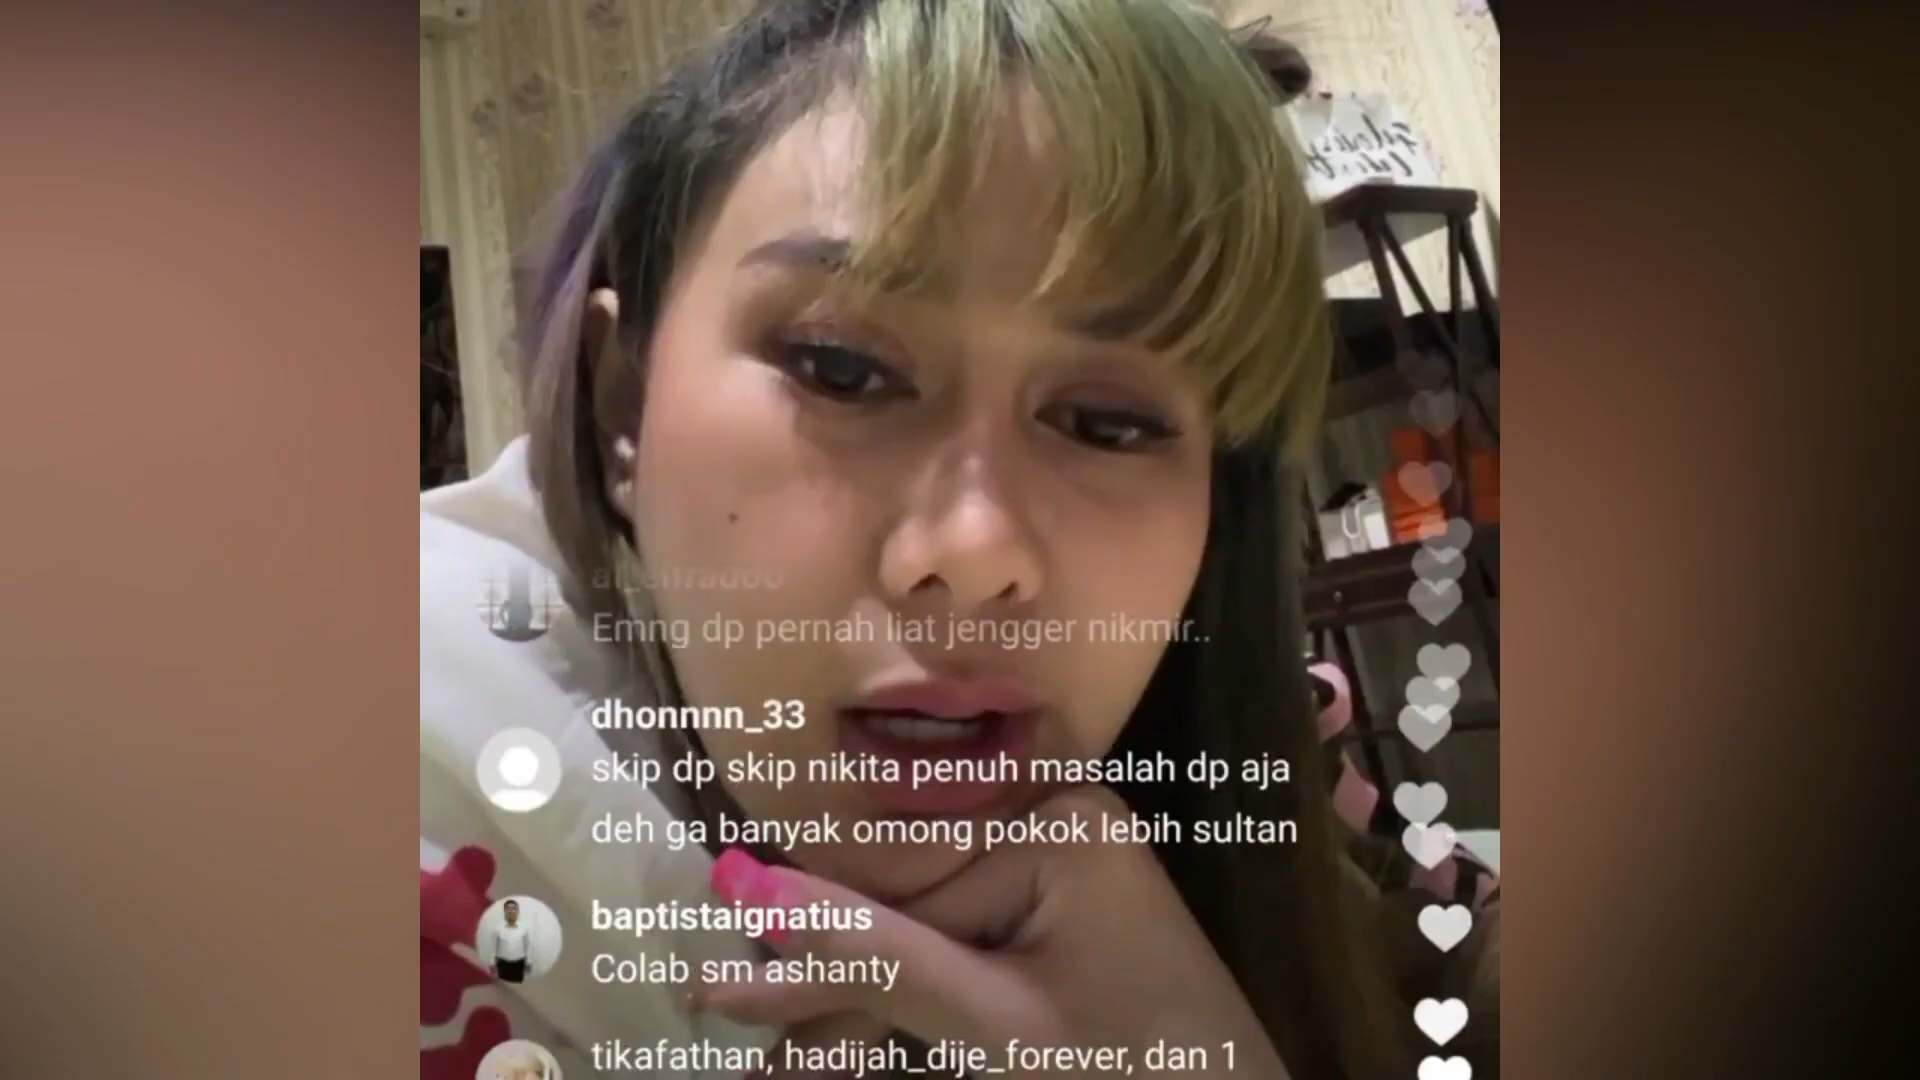 Emng dp pernah liat jengger nikmir..
dhonnnn_33
skip dp skip nikita penuh masalah dp aja
deh ga banyak omong pokok lebih sultan
baptistaignatius
Colab sm ashanty
tikafathan, hadijah_dije_forever, dan 1